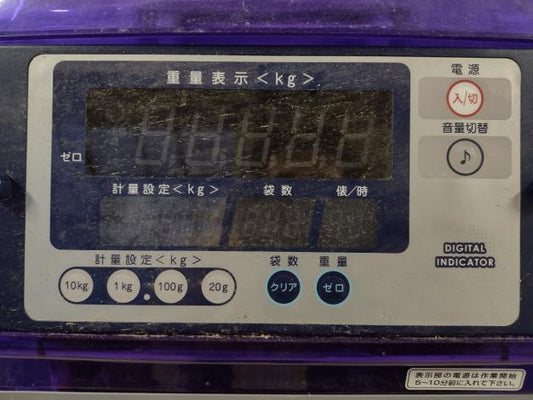 重量表示<kg>
電源
入/切
音量切替
ゼロ
計量設定<kg> 袋数 俵/時
DIGITAL
INDICATOR
計量設定<kg> 袋数 重量
10kg 1kg 100g 20g クリア ゼロ
表示部の電源は作業開始
5~10分前に入れて下さい。